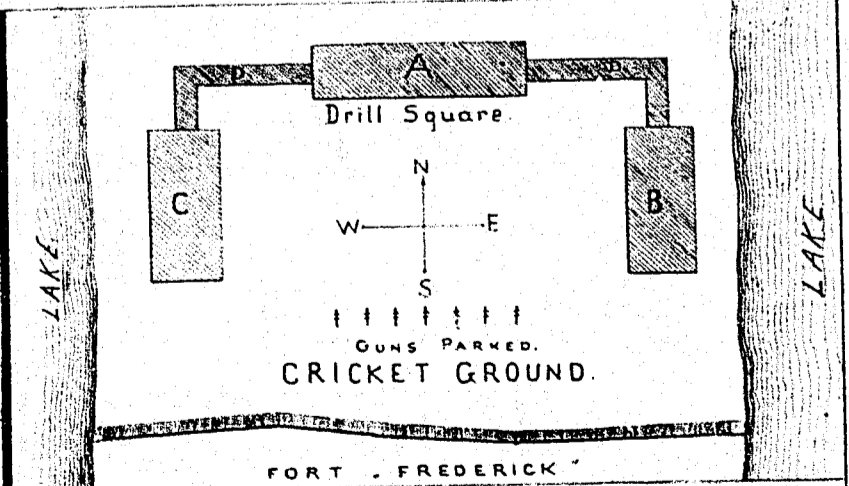 A
D
D
Drill Square.
C
B
N
W E
S
LAKE
LAKE
GUNS PARKED.
CRICKET GROUND.
FORT . FREDERICK "